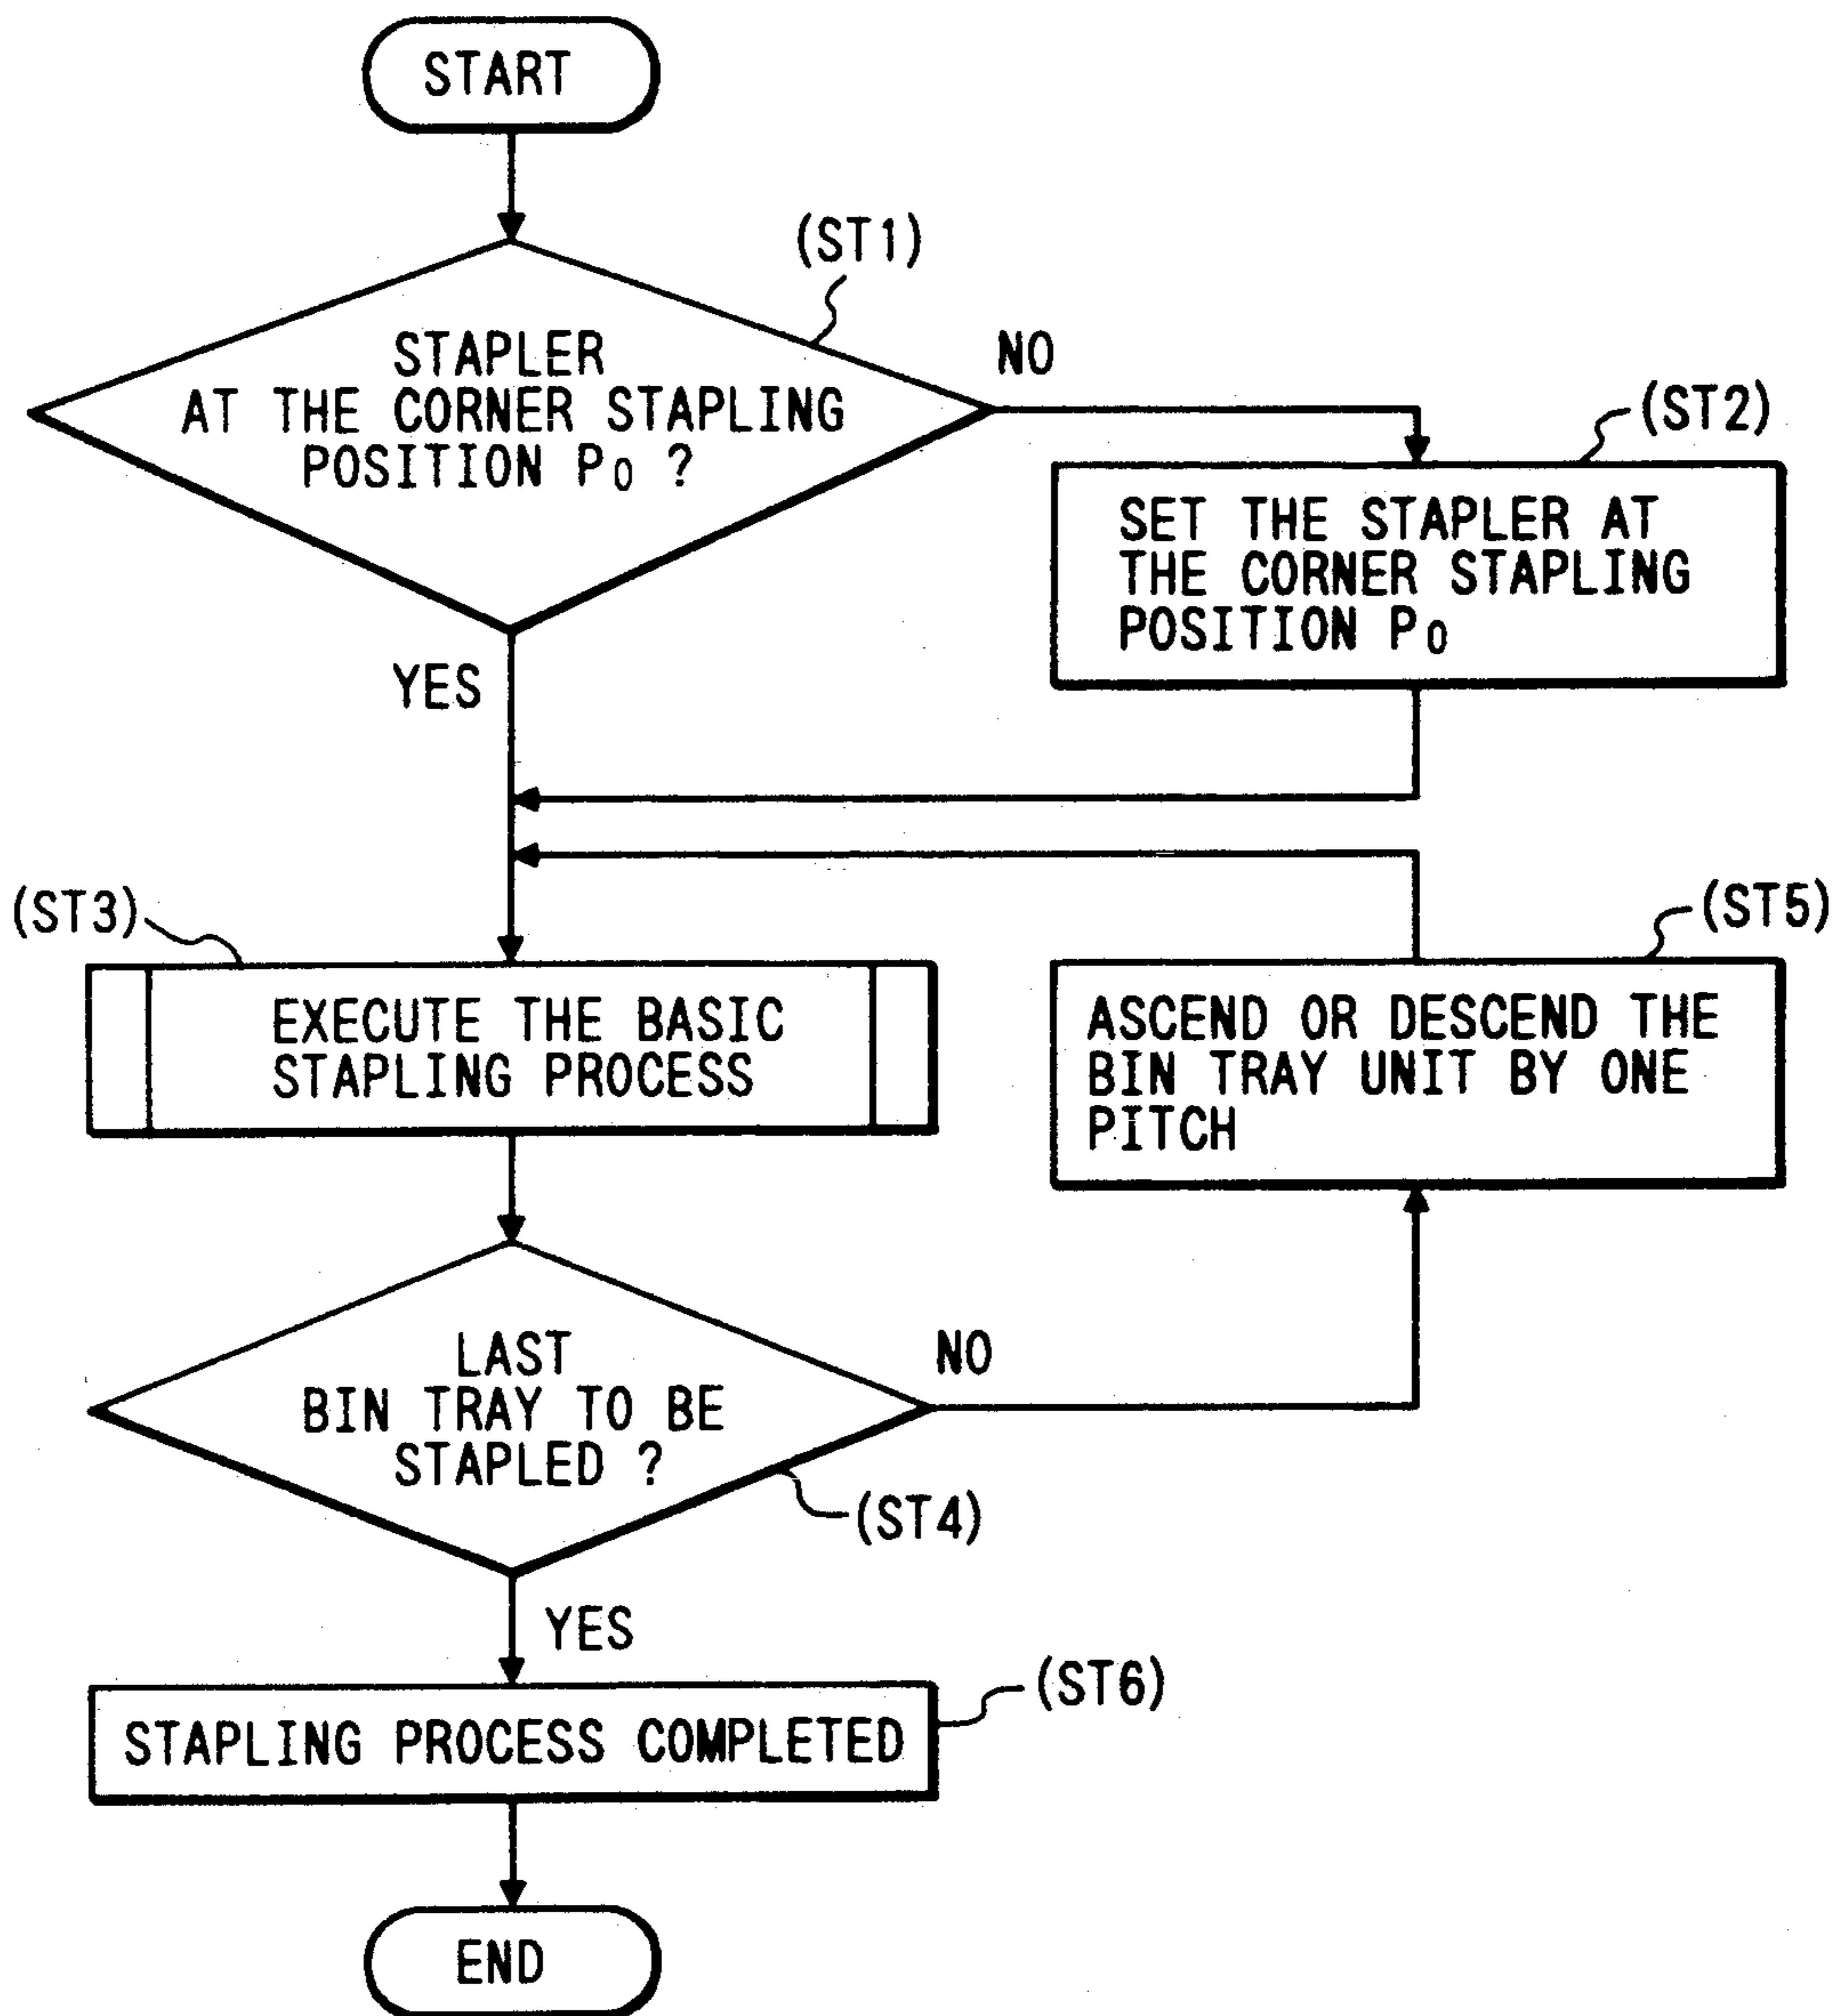 START
(ST1)
STAPLER
AT THE CORNER STAPLING
POSITION P0 ?
NO
(ST2)
SET THE STAPLER AT
THE CORNER STAPLING
POSITION P0
YES
(ST3)
EXECUTE THE BASIC
STAPLING PROCESS
(ST5)
ASCEND OR DESCEND THE
BIN TRAY UNIT BY ONE
PITCH
LAST
BIN TRAY TO BE
STAPLED ?
NO
(ST4)
YES
(ST6)
STAPLING PROCESS COMPLETED
END